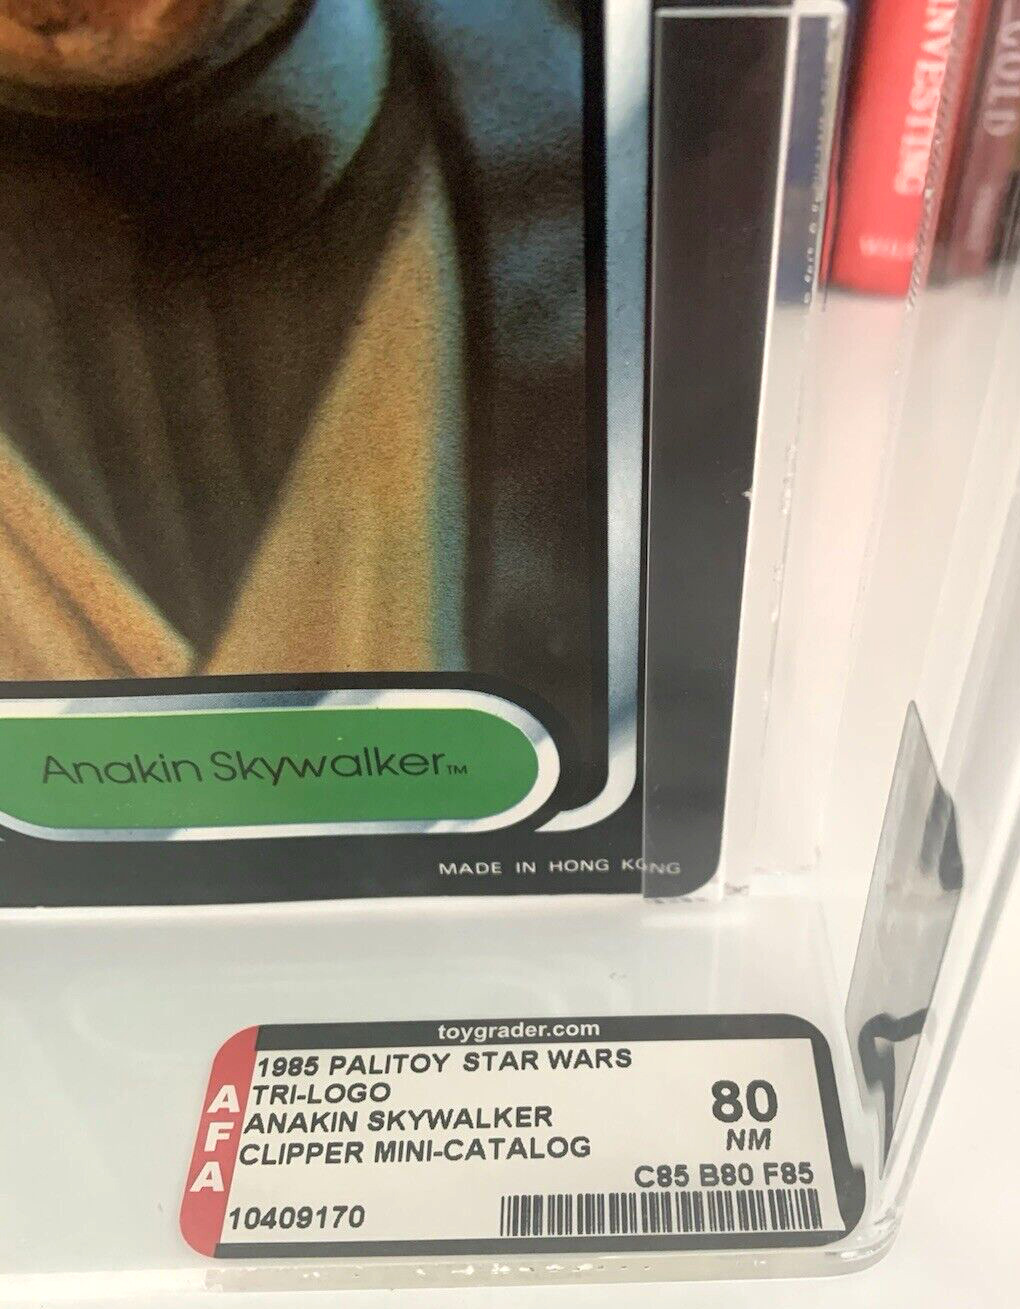 INVESTING
GOLD
Anakin Skywalker™
MADE IN HONG KONG
toygrader.com
AFA
1985 PALITOY STAR WARS
TRI-LOGO
ANAKIN SKYWALKER
CLIPPER MINI-CATALOG
80
NM
C85 B80 F85
10409170